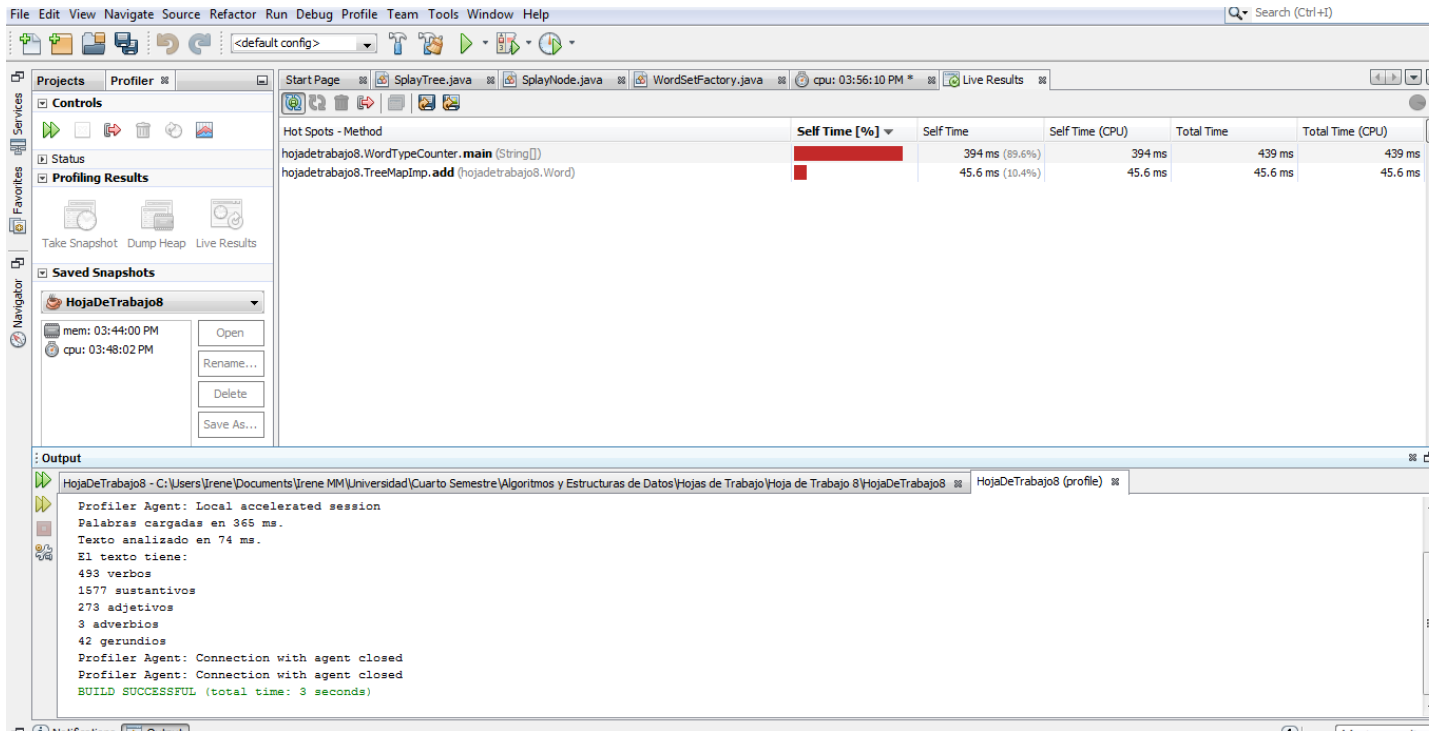 File Edit View Navigate Source Refactor Run Debug Profile Team Tools Window Help
Search (Ctrl+I)
<default config>
Projects Profiler
Start Page SplayTree.java SplayNode.java WordSetFactory.java cpu: 03:56:10 PM * Live Results
Services
Favorites
Navigator
Controls
Status
Profiling Results
Take Snapshot Dump Heap Live Results
Saved Snapshots
HojaDeTrabajo8
mem: 03:44:00 PM
cpu: 03:48:02 PM
Open
Rename...
Delete
Save As...
Hot Spots - Method Self Time [%] Self Time Self Time (CPU) Total Time Total Time (CPU)
hojadetrabajo8.WordTypeCounter.main (String[]) 394 ms (89.6%) 394 ms 439 ms 439 ms
hojadetrabajo8.TreeMapImp.add (hojadetrabajo8.Word) 45.6 ms (10.4%) 45.6 ms 45.6 ms 45.6 ms
Output
HojaDeTrabajo8 - C:\Users\Irene\Documents\Irene MM\Universidad\Cuarto Semestre\Algoritmos y Estructuras de Datos\Hojas de Trabajo\Hoja de Trabajo 8\HojaDeTrabajo8 HojaDeTrabajo8 (profile)
Profiler Agent: Local accelerated session
Palabras cargadas en 365 ms.
Texto analizado en 74 ms.
El texto tiene:
493 verbos
1577 sustantivos
273 adjetivos
3 adverbios
42 gerundios
Profiler Agent: Connection with agent closed
Profiler Agent: Connection with agent closed
BUILD SUCCESSFUL (total time: 3 seconds)